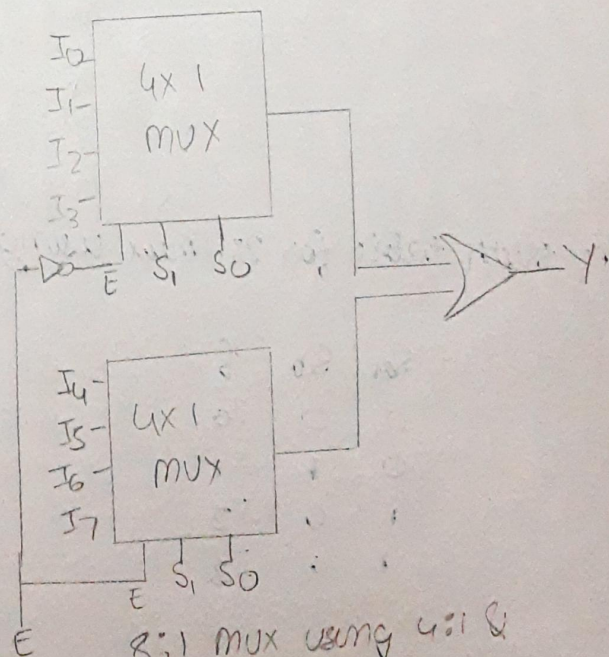 I0
4x1
I1
MUX
I2
I3
E S1 S0
Y.
I4
4x1
I5
I6
MUX
I7
E S1 S0
E
8:1 mux using 4:1 &